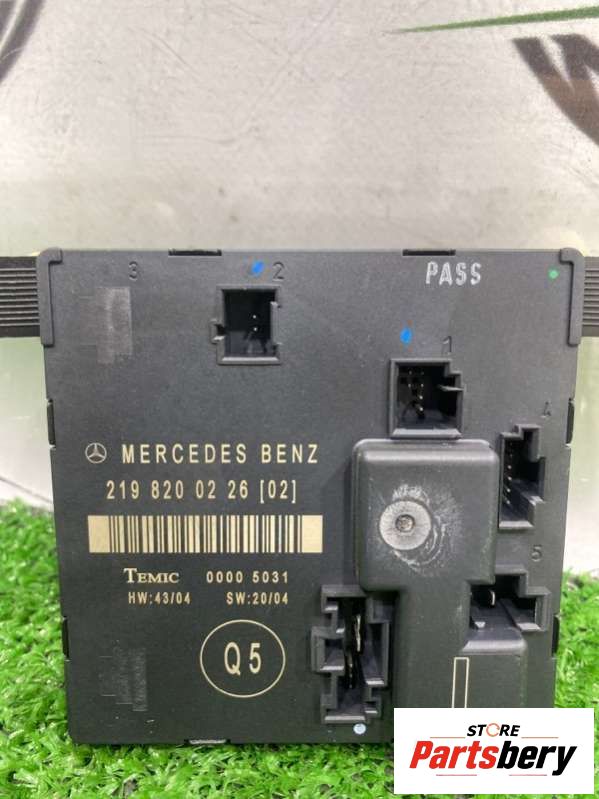 3
2
PASS
1
MERCEDES BENZ
4
219 820 02 26 [02]
5
TEMIC 0000 5031
HW:43/04 SW:20/04
Q5
STORE
Partsbery